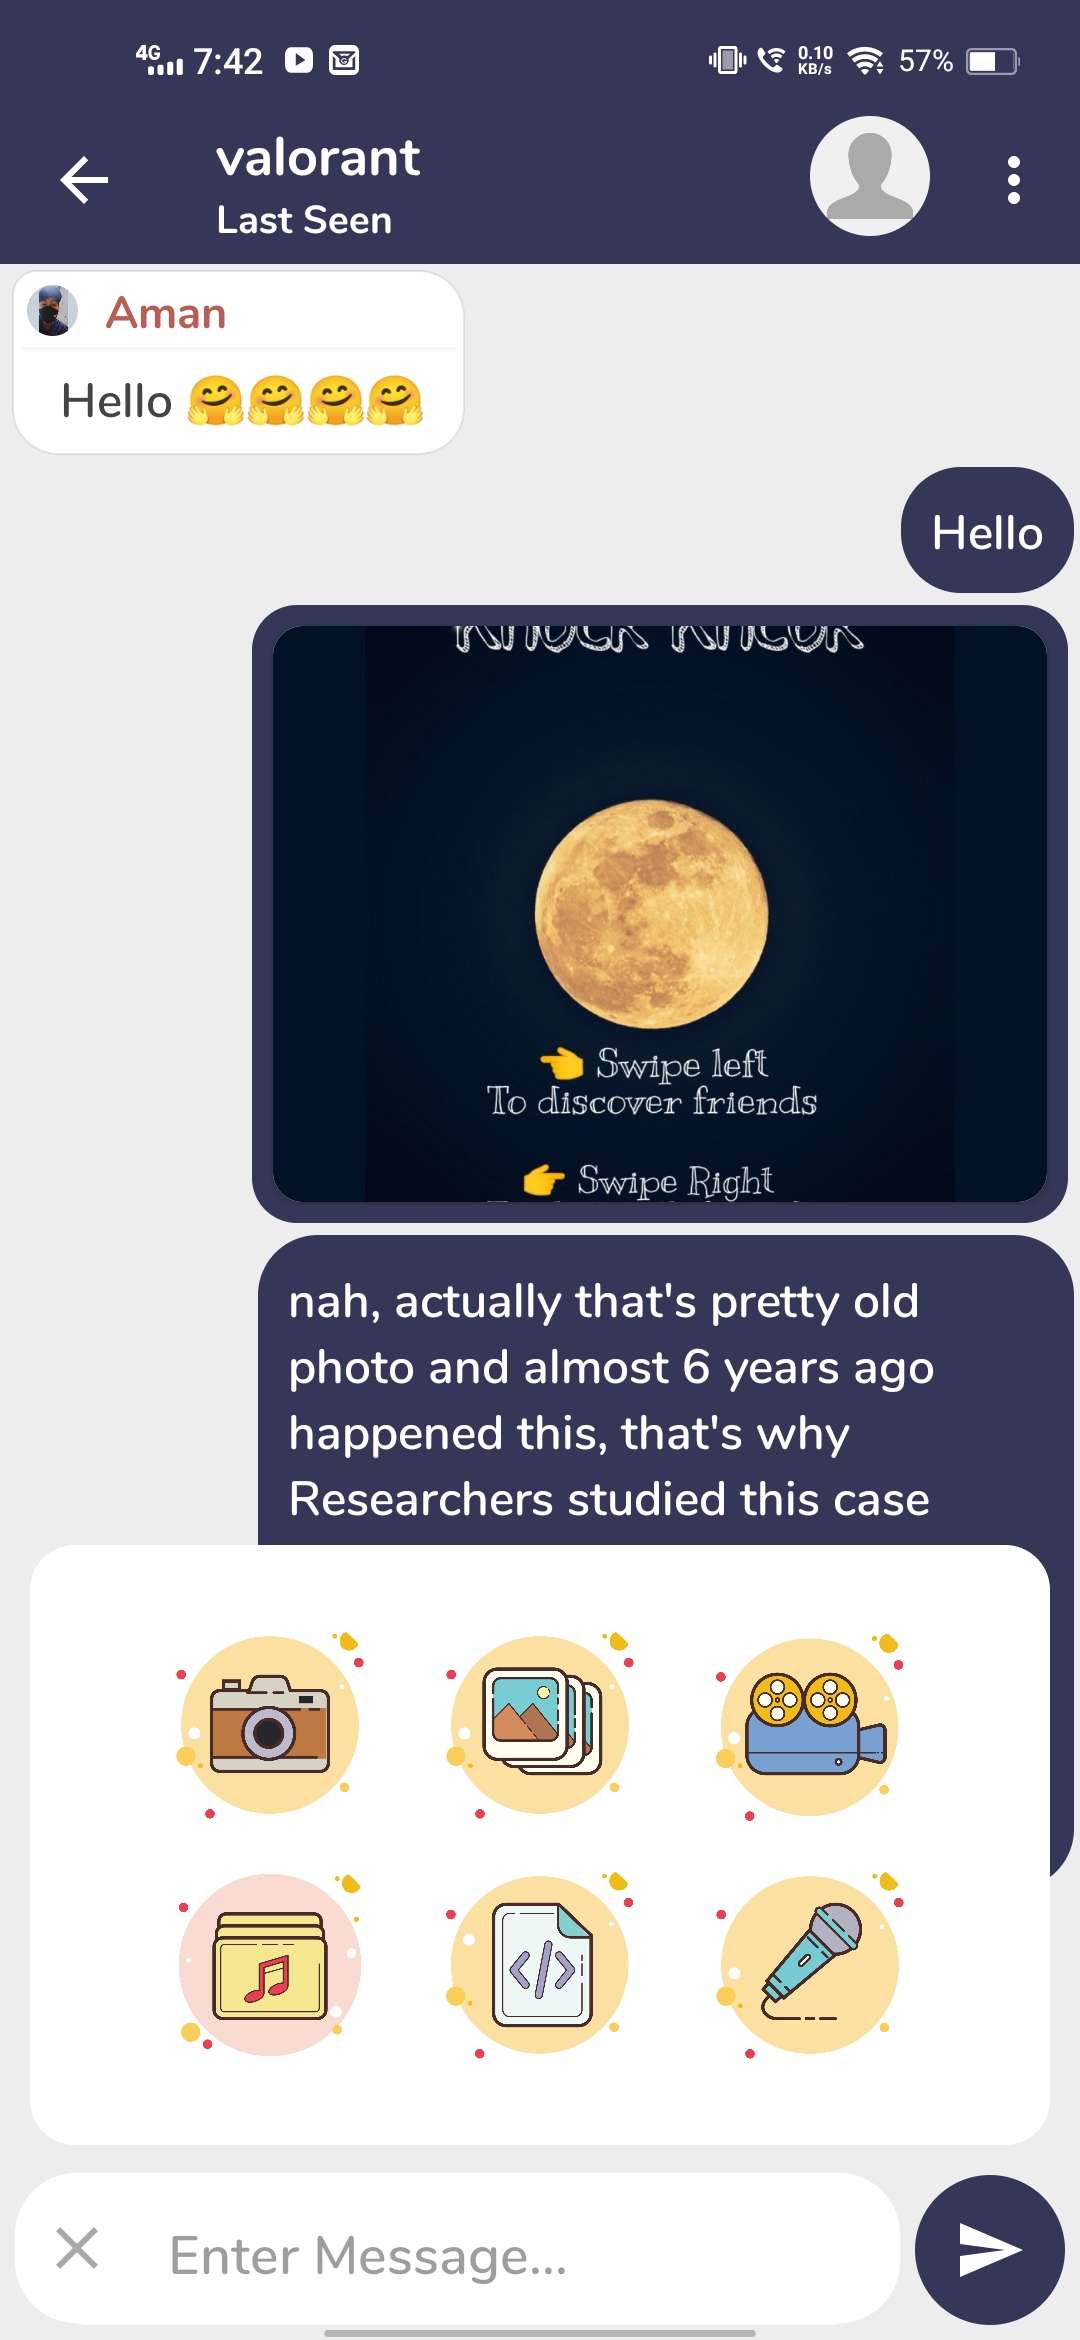 4G 7:42 0.10 KB/s 57%
valorant
Last Seen
Aman
Hello 🤗🤗🤗🤗
Hello
👈 Swipe left
To discover friends
👉 Swipe Right
nah, actually that's pretty old
photo and almost 6 years ago
happened this, that's why
Researchers studied this case
</>
Enter Message...